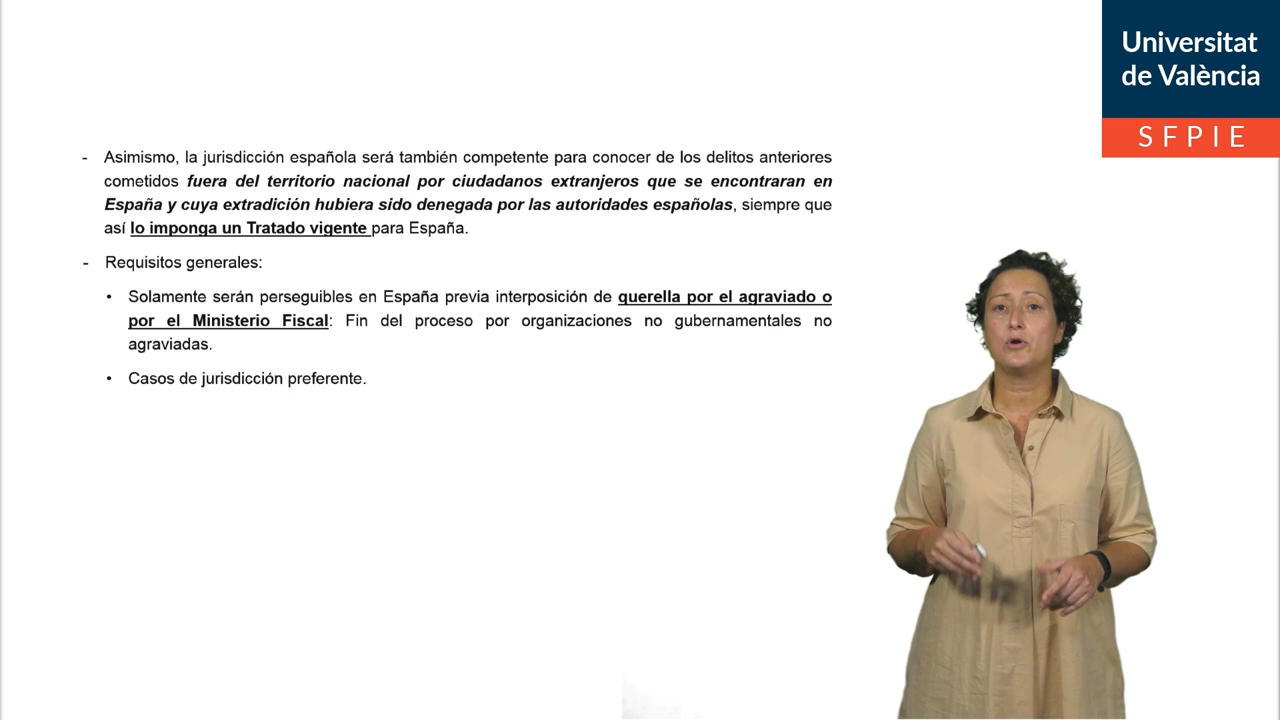 Universitat
de València
SFPIE
- Asimismo, la jurisdicción española será también competente para conocer de los delitos anteriores
cometidos fuera del territorio nacional por ciudadanos extranjeros que se encontraran en
España y cuya extradición hubiera sido denegada por las autoridades españolas, siempre que
así lo imponga un Tratado vigente para España.
- Requisitos generales:
• Solamente serán perseguibles en España previa interposición de querella por el agraviado o
por el Ministerio Fiscal: Fin del proceso por organizaciones no gubernamentales no
agraviadas.
• Casos de jurisdicción preferente.